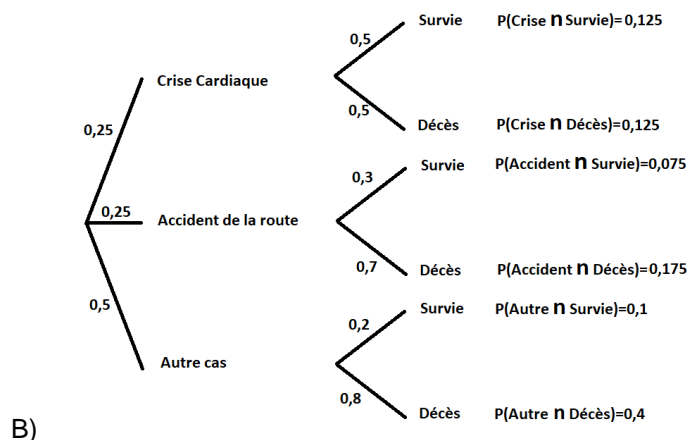 0,5 Survie P(Crise n Survie)= 0,125
Crise Cardiaque
0,25
0,5
Décès P(Crise n Décès)=0,125
Survie P(Accident n Survie)=0,075
0,3
0,25
Accident de la route
0,7
Décès P(Accident n Décès)=0,175
0,5
Survie P(Autre n Survie)=0,1
0,2
Autre cas
0,8
Décès P(Autre n Décès)=0,4
B)